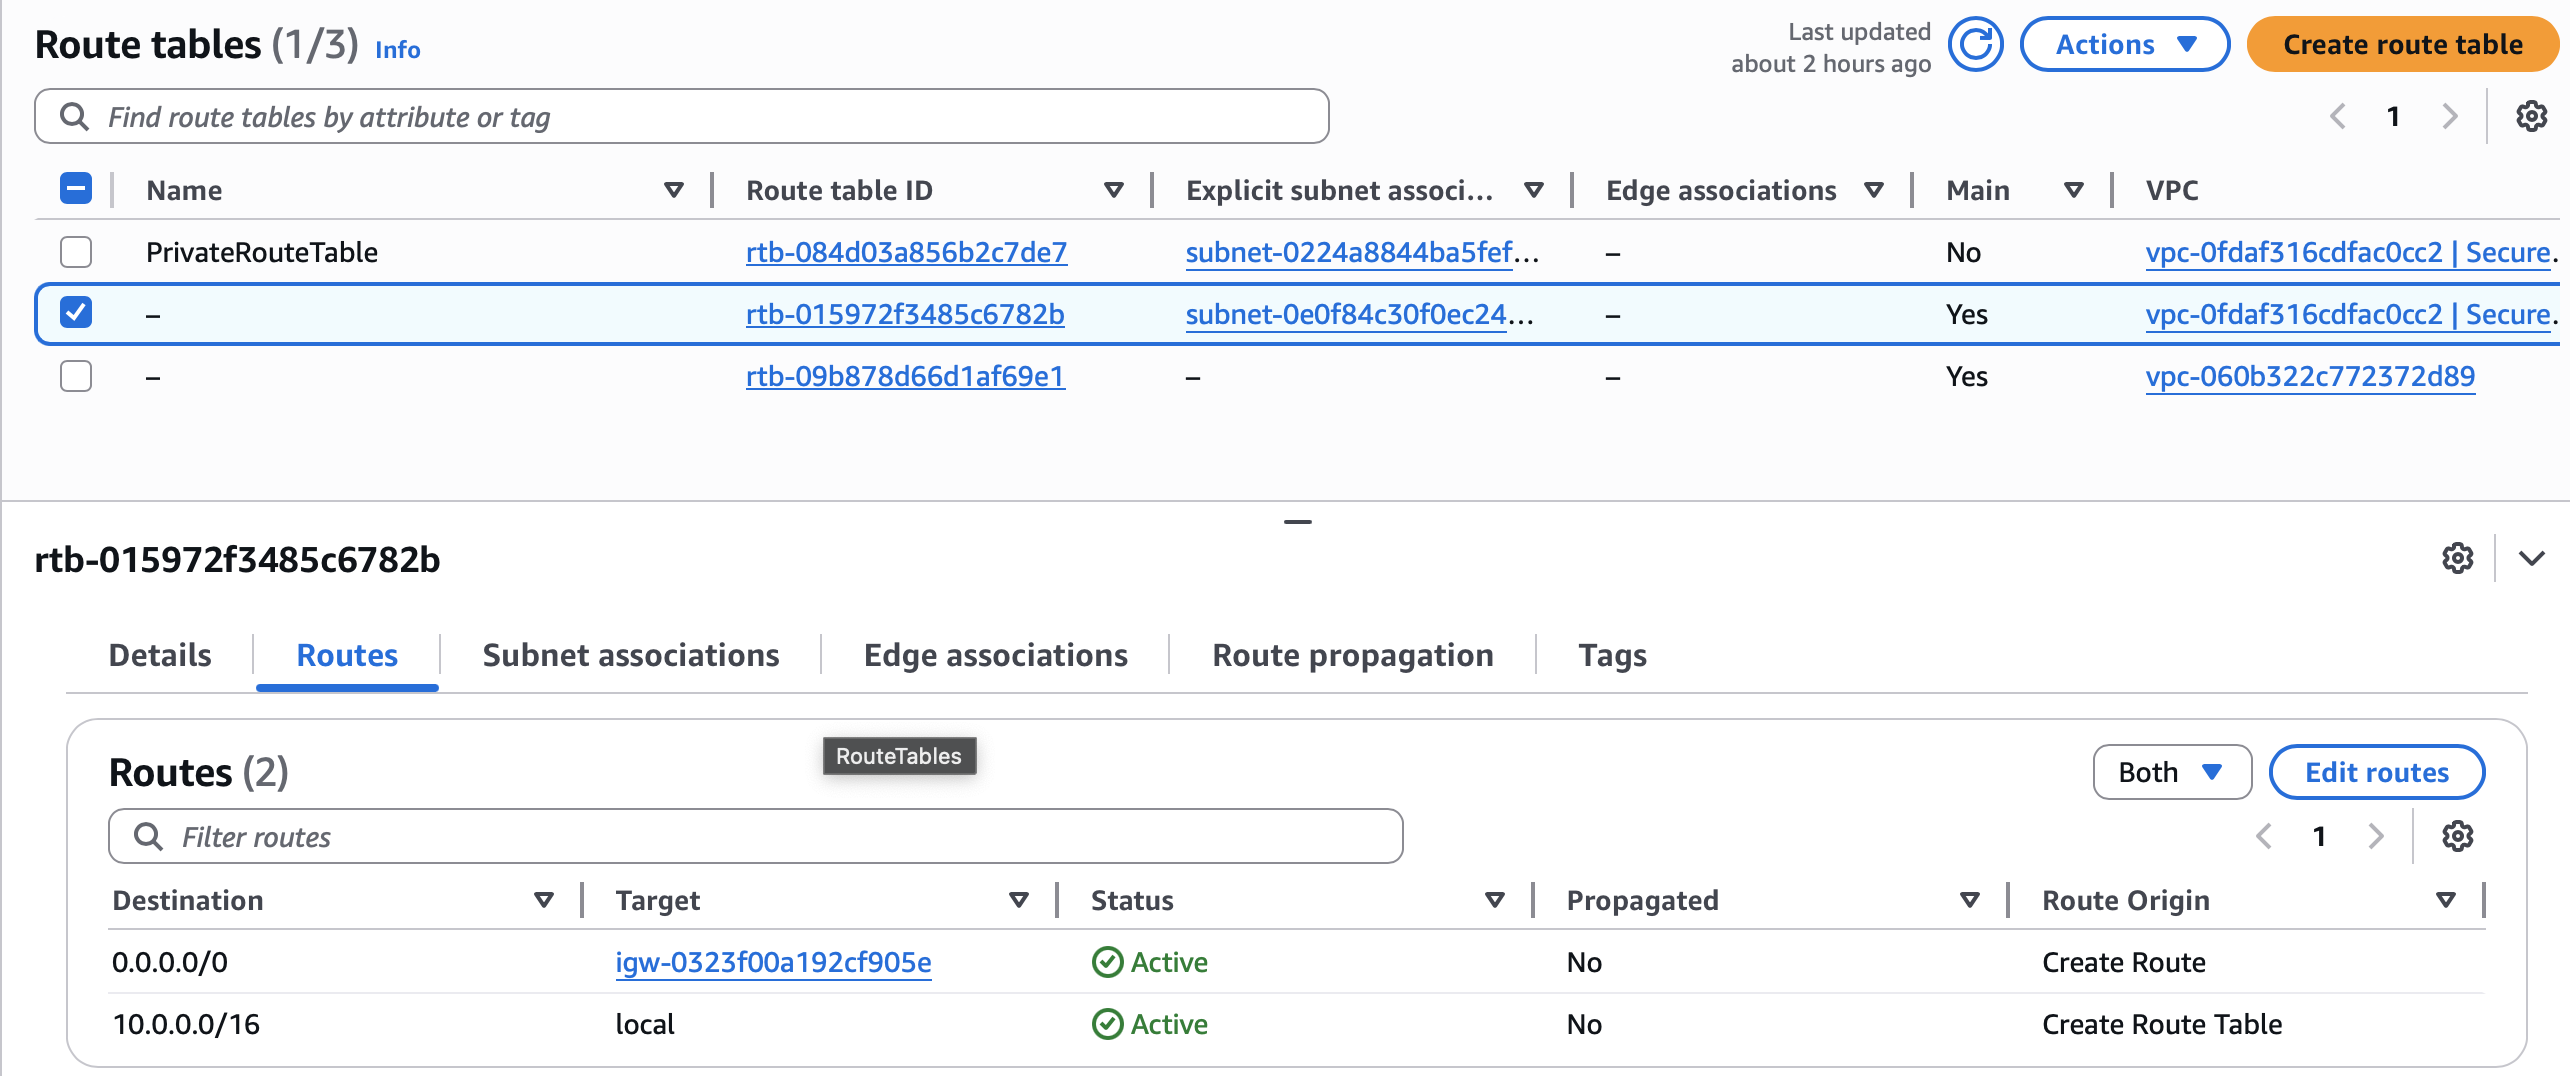 Route tables (1/3) Info
Last updated
about 2 hours ago
Actions
Create route table
Find route tables by attribute or tag
1
Name Route table ID Explicit subnet associ... Edge associations Main VPC
PrivateRouteTable rtb-084d03a856b2c7de7 subnet-0224a8844ba5fef... – No vpc-0fdaf316cdfac0cc2 | Secure.
– rtb-015972f3485c6782b subnet-0e0f84c30f0ec24... – Yes vpc-0fdaf316cdfac0cc2 | Secure.
– rtb-09b878d66d1af69e1 – – Yes vpc-060b322c772372d89
rtb-015972f3485c6782b
Details Routes Subnet associations Edge associations Route propagation Tags
RouteTables
Routes (2)
Both
Edit routes
Filter routes
1
Destination Target Status Propagated Route Origin
0.0.0.0/0 igw-0323f00a192cf905e Active No Create Route
10.0.0.0/16 local Active No Create Route Table